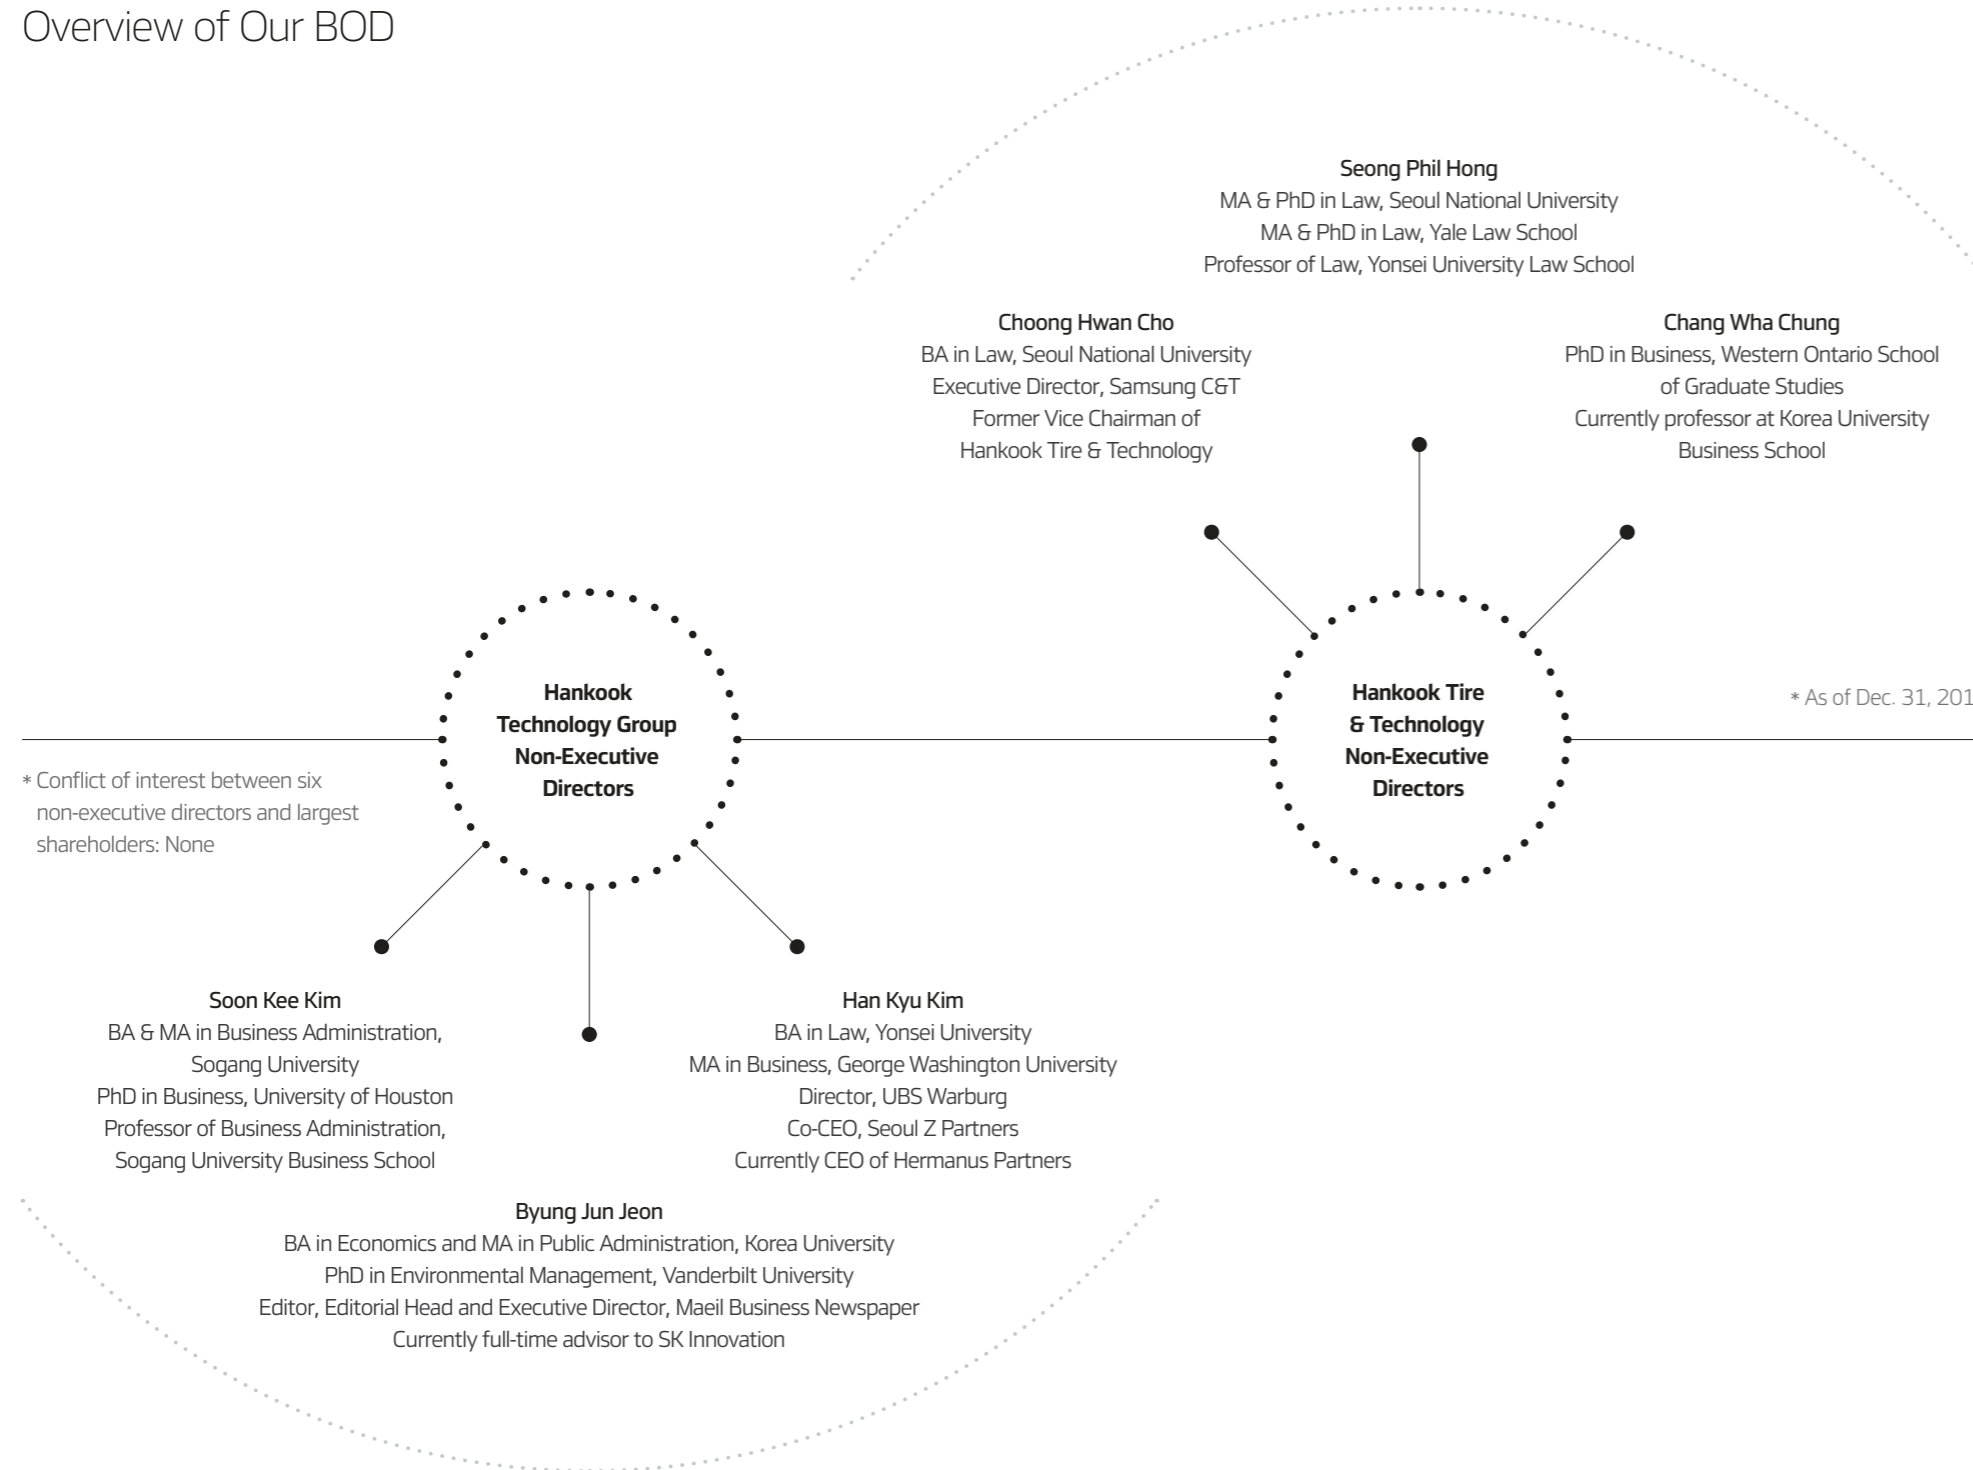 Overview of Our BOD
Seong Phil Hong
MA & PhD in Law, Seoul National University
MA & PhD in Law, Yale Law School
Professor of Law, Yonsei University Law School
Choong Hwan Cho
BA in Law, Seoul National University
Executive Director, Samsung C&T
Former Vice Chairman of
Hankook Tire & Technology
Chang Wha Chung
PhD in Business, Western Ontario School
of Graduate Studies
Currently professor at Korea University
Business School
Hankook
Technology Group
Non-Executive
Directors
Hankook Tire
& Technology
Non-Executive
Directors
* As of Dec. 31, 201
* Conflict of interest between six
non-executive directors and largest
shareholders: None
Soon Kee Kim
BA & MA in Business Administration,
Sogang University
PhD in Business, University of Houston
Professor of Business Administration,
Sogang University Business School
Han Kyu Kim
BA in Law, Yonsei University
MA in Business, George Washington University
Director, UBS Warburg
Co-CEO, Seoul Z Partners
Currently CEO of Hermanus Partners
Byung Jun Jeon
BA in Economics and MA in Public Administration, Korea University
PhD in Environmental Management, Vanderbilt University
Editor, Editorial Head and Executive Director, Maeil Business Newspaper
Currently full-time advisor to SK Innovation